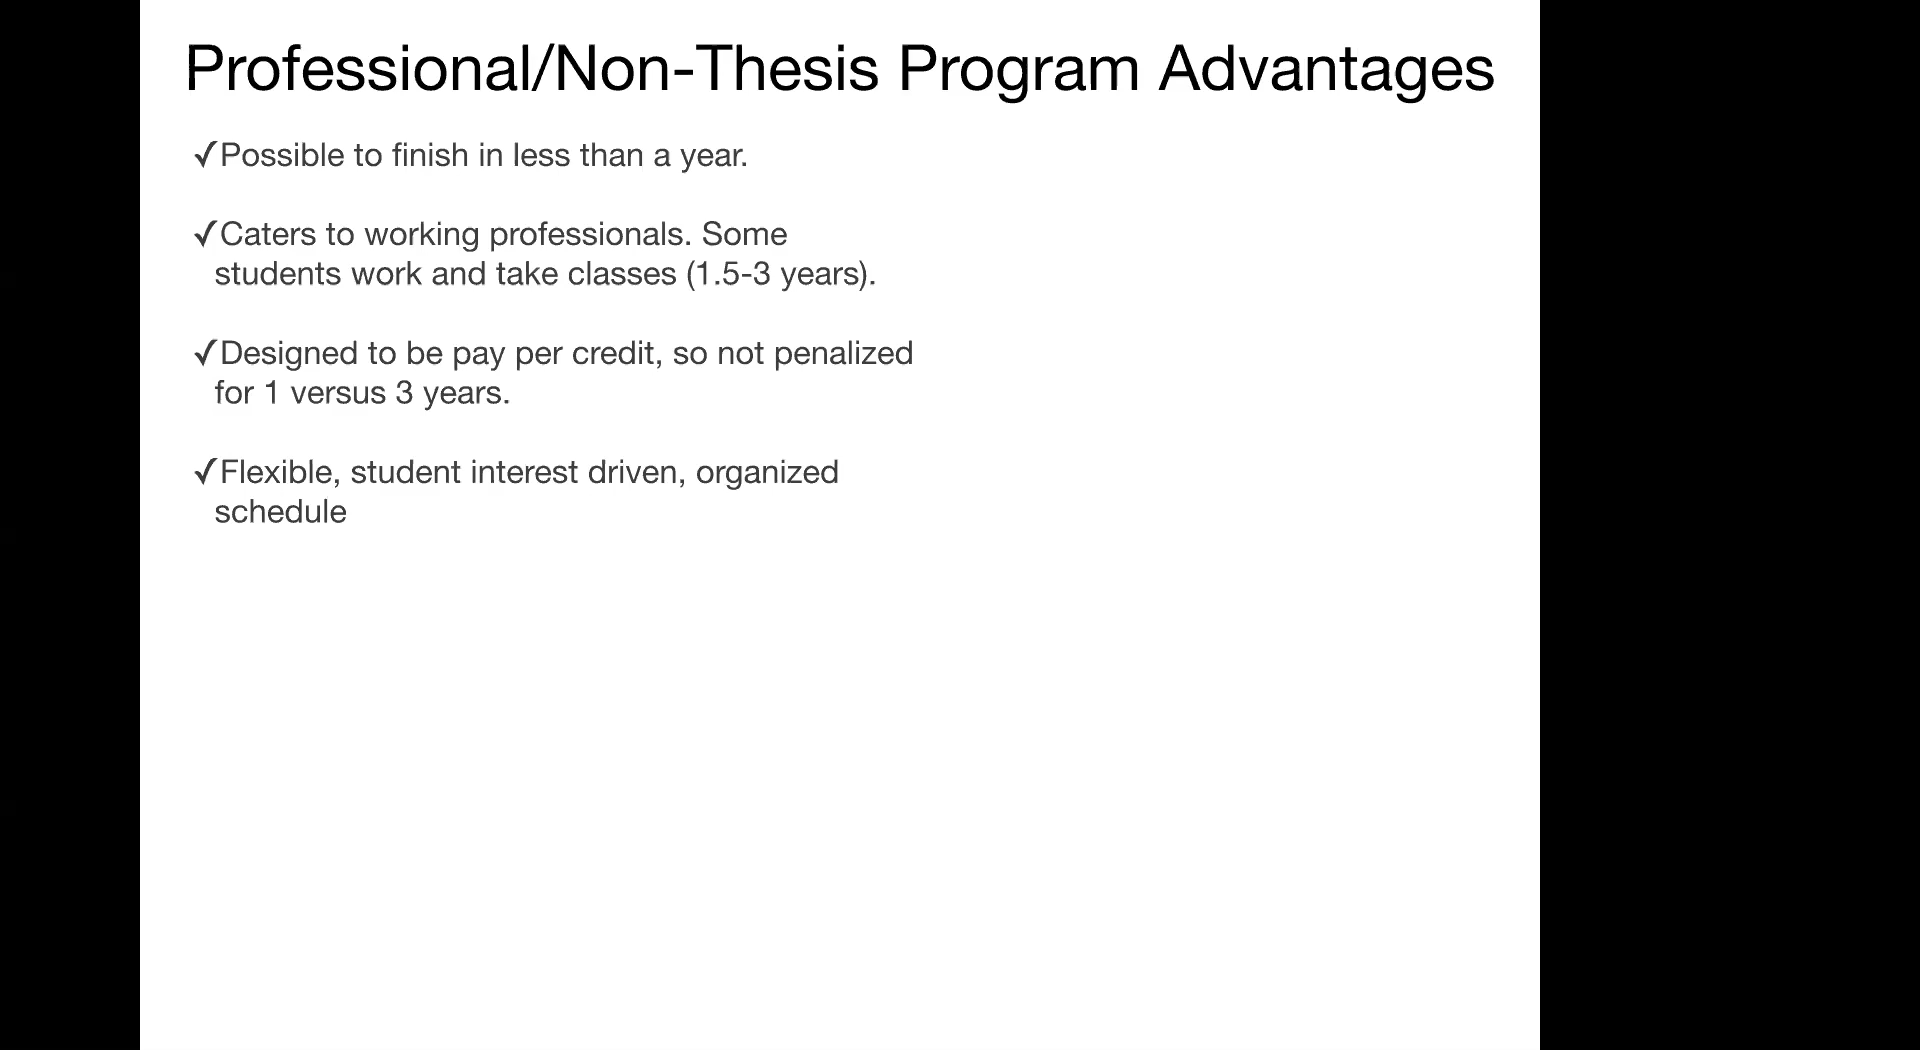 Professional/Non-Thesis Program Advantages
✓Possible to finish in less than a year.
✓Caters to working professionals. Some
students work and take classes (1.5-3 years).
✓Designed to be pay per credit, so not penalized
for 1 versus 3 years.
✓Flexible, student interest driven, organized
schedule